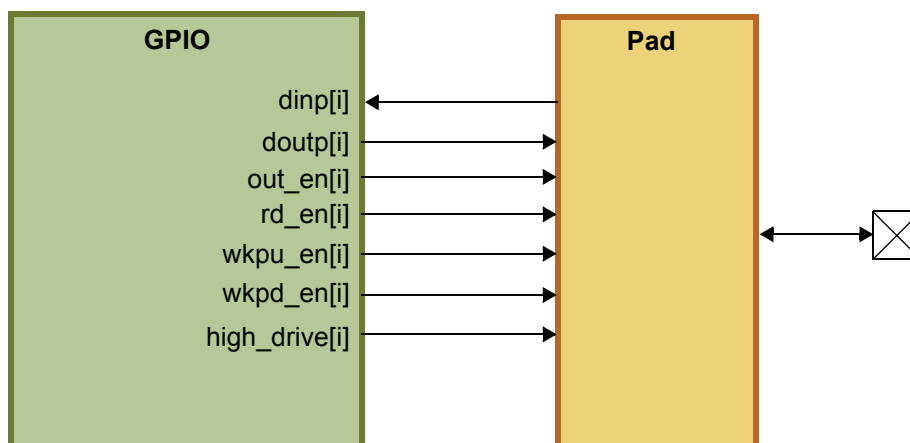 GPIO
Pad
dinp[i]
doutp[i]
out_en[i]
rd_en[i]
wkpu_en[i]
wkpd_en[i]
high_drive[i]